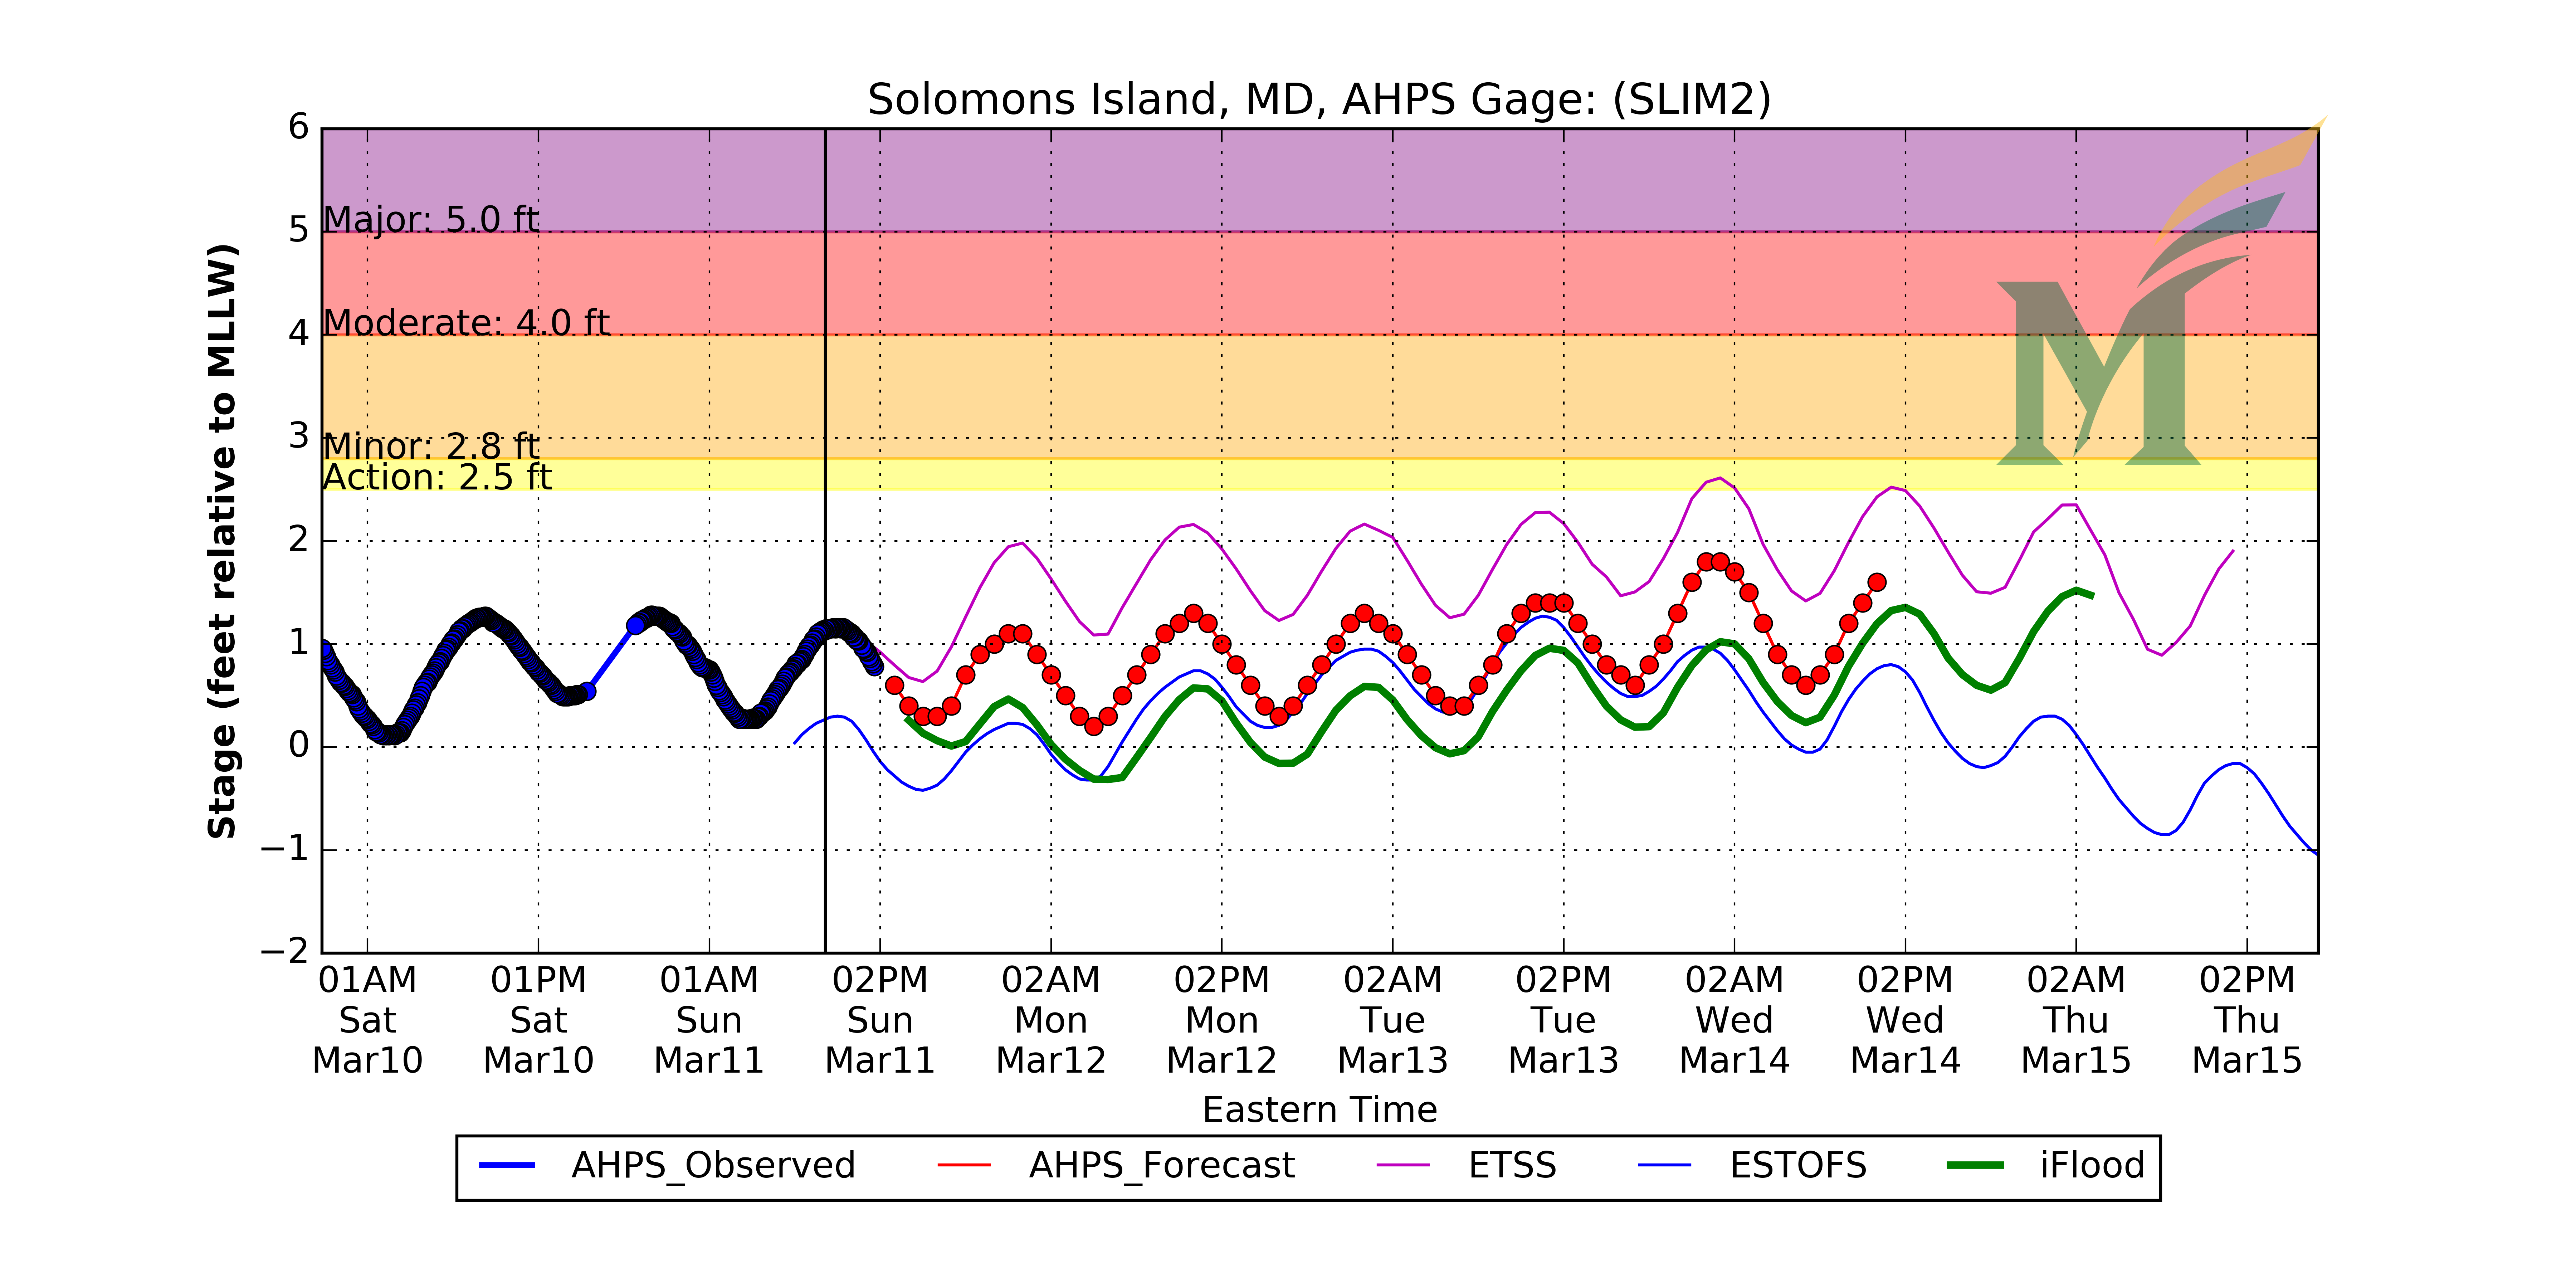 Solomons Island, MD, AHPS Gage: (SLIM2)
Stage (feet relative to MLLW)
6
5
4
3
2
1
0
−1
−2
Major: 5.0 ft
Moderate: 4.0 ft
Minor: 2.8 ft
Action: 2.5 ft
M
01AM 01PM 01AM 02PM 02AM 02PM 02AM 02PM 02AM 02PM 02AM 02PM
Sat Sat Sun Sun Mon Mon Tue Tue Wed Wed Thu Thu
Mar10 Mar10 Mar11 Mar11 Mar12 Mar12 Mar13 Mar13 Mar14 Mar14 Mar15 Mar15
Eastern Time
AHPS_Observed AHPS_Forecast ETSS ESTOFS iFlood